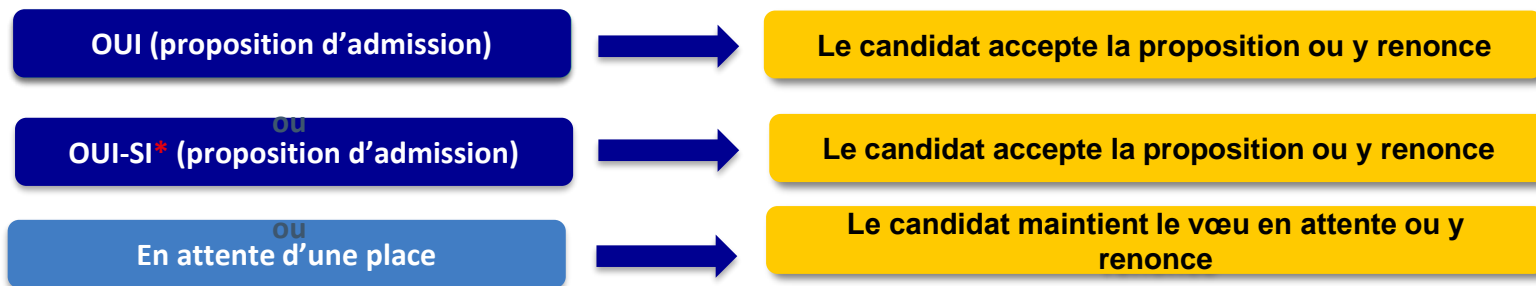 OUI (proposition d’admission)
Le candidat accepte la proposition ou y renonce
ou
OUI-SI* (proposition d’admission)
Le candidat accepte la proposition ou y renonce
ou
En attente d’une place
Le candidat maintient le vœu en attente ou y
renonce